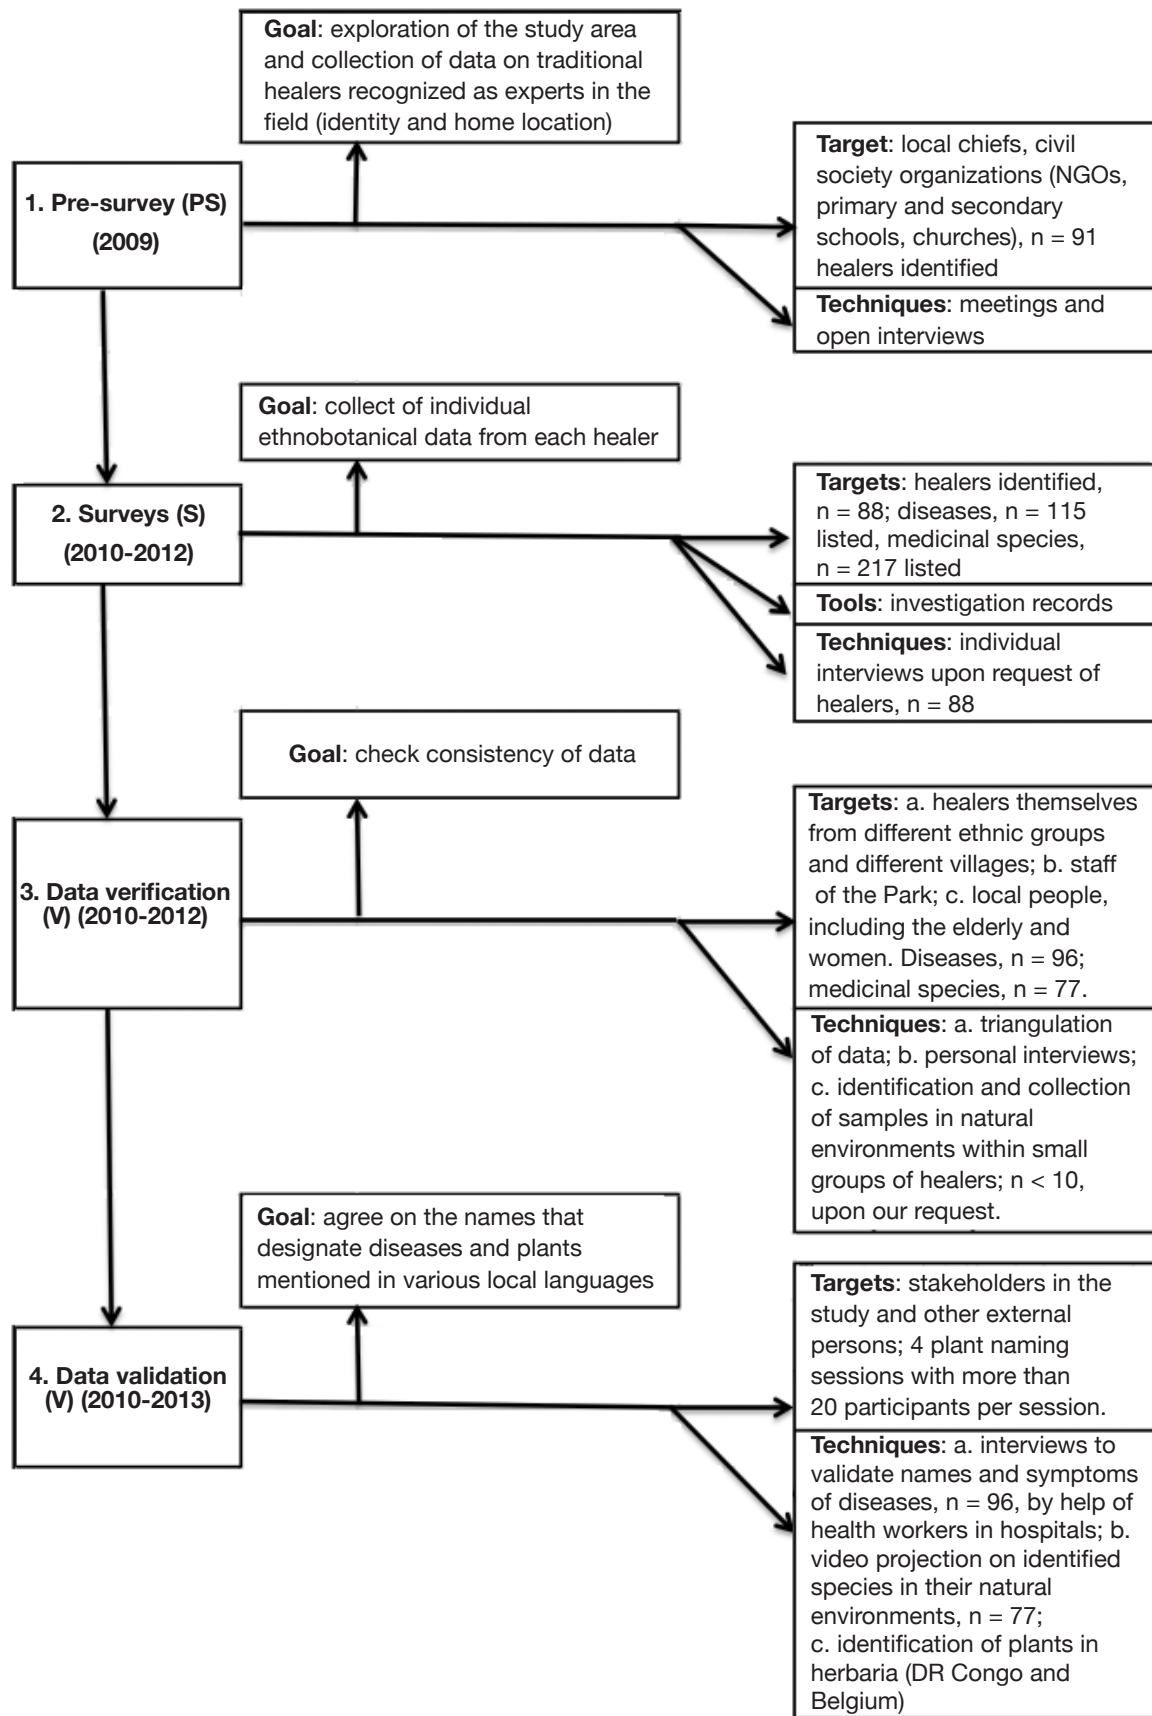 Goal: exploration of the study area
and collection of data on traditional
healers recognized as experts in the
field (identity and home location)
1. Pre-survey (PS)
(2009)
Target: local chiefs, civil
society organizations (NGOs,
primary and secondary
schools, churches), n = 91
healers identified
Techniques: meetings and
open interviews
Goal: collect of individual
ethnobotanical data from each healer
2. Surveys (S)
(2010-2012)
Targets: healers identified,
n = 88; diseases, n = 115
listed, medicinal species,
n = 217 listed
Tools: investigation records
Techniques: individual
interviews upon request of
healers, n = 88
Goal: check consistency of data
3. Data verification
(V) (2010-2012)
Targets: a. healers themselves
from different ethnic groups
and different villages; b. staff
of the Park; c. local people,
including the elderly and
women. Diseases, n = 96;
medicinal species, n = 77.
Techniques: a. triangulation
of data; b. personal interviews;
c. identification and collection
of samples in natural
environments within small
groups of healers; n < 10,
upon our request.
Goal: agree on the names that
designate diseases and plants
mentioned in various local languages
4. Data validation
(V) (2010-2013)
Targets: stakeholders in the
study and other external
persons; 4 plant naming
sessions with more than
20 participants per session.
Techniques: a. interviews to
validate names and symptoms
of diseases, n = 96, by help of
health workers in hospitals; b.
video projection on identified
species in their natural
environments, n = 77;
c. identification of plants in
herbaria (DR Congo and
Belgium)